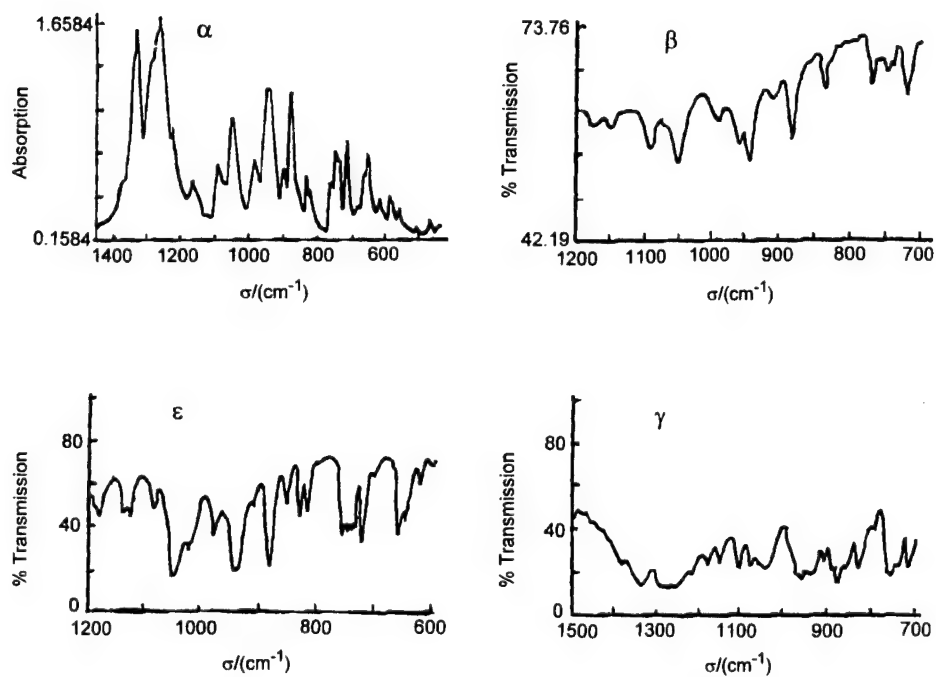 α
1.6584
Absorption
0.1584
1400 1200 1000 800 600
σ/(cm⁻¹)
β
73.76
% Transmission
42.19
1200 1100 1000 900 800 700
σ/(cm⁻¹)
ε
80
% Transmission
40
0
1200 1000 800 600
σ/(cm⁻¹)
γ
80
% Transmission
40
0
1500 1300 1100 900 700
σ/(cm⁻¹)